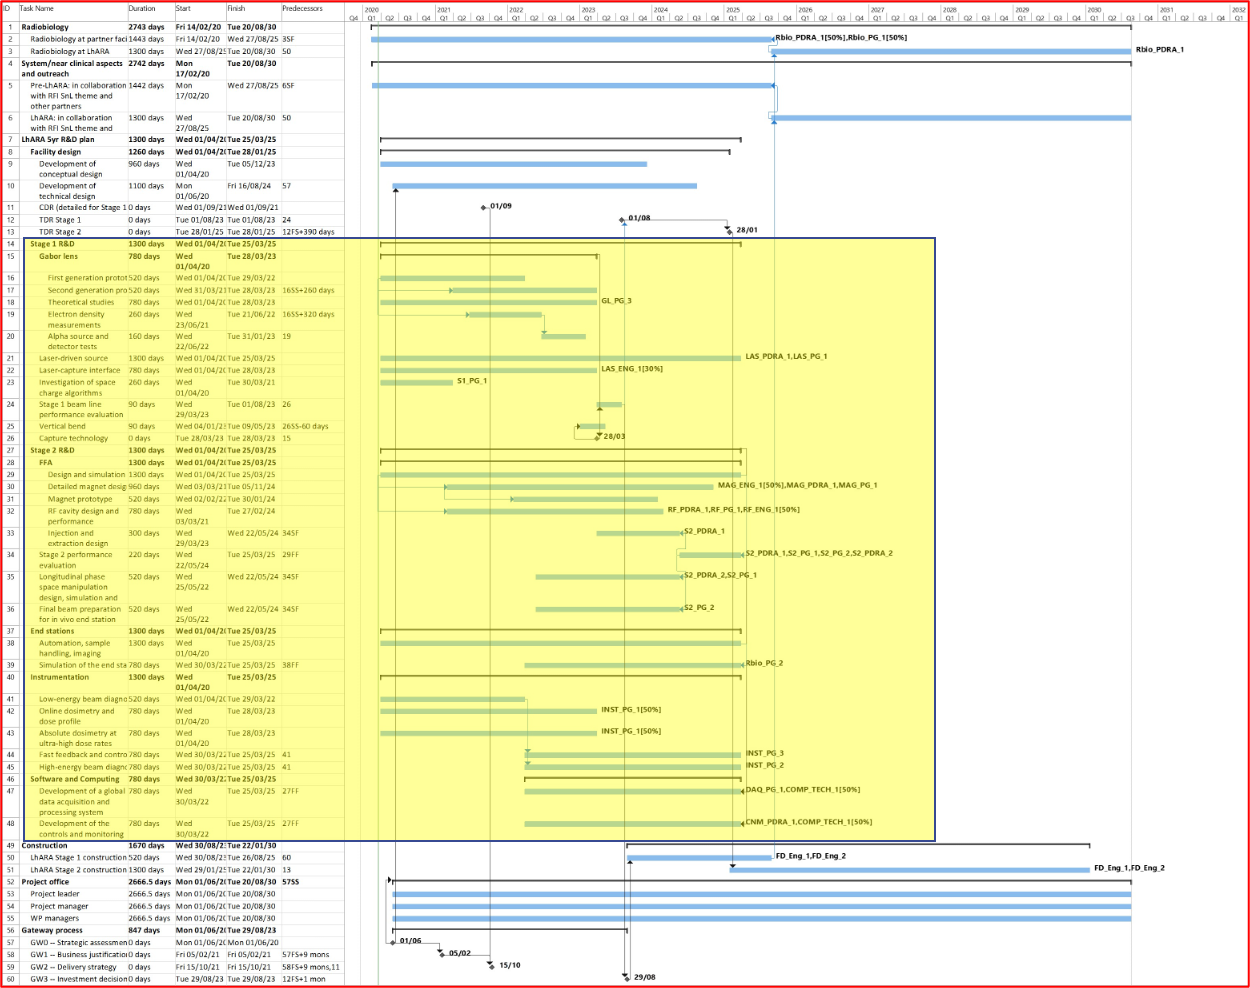 ID Task Name Duration Start Finish Predecessors 2020 2021 2022 2023 2024 2025 2026 2027 2028 2029 2030 2031 2032
Q4 Q1 Q2 Q3 Q4 Q1 Q2 Q3 Q4 Q1 Q2 Q3 Q4 Q1 Q2 Q3 Q4 Q1 Q2 Q3 Q4 Q1 Q2 Q3 Q4 Q1 Q2 Q3 Q4 Q1 Q2 Q3 Q4 Q1 Q2 Q3 Q4 Q1 Q2 Q3 Q4 Q1 Q2 Q3 Q4 Q1 Q2 Q3 Q4 Q1
1 Radiobiology 2743 days Fri 14/02/20 Tue 20/08/30
2 Radiobiology at partner faci 1443 days Fri 14/02/20 Wed 27/08/25 3SF Rbio_PDRA_1[50%],Rbio_PG_1[50%]
3 Radiobiology at LhARA 1300 days Wed 27/08/25 Tue 20/08/30 50 Rbio_PDRA_1
4 System/near clinical aspects 2742 days Mon Tue 20/08/30
and outreach 17/02/20
5 Pre-LhARA: in collaboration 1442 days Mon Wed 27/08/25 6SF
with RFI SnL theme and 17/02/20
other partners
6 LhARA: in collaboration 1300 days Wed Tue 20/08/30 50
with RFI SnL theme and 27/08/25
7 LhARA 5yr R&D plan 1300 days Wed 01/04/20 Tue 25/03/25
8 Facility design 1260 days Wed 01/04/20 Tue 28/01/25
9 Development of 960 days Wed Tue 05/12/23
conceptual design 01/04/20
10 Development of 1100 days Mon Fri 16/08/24 57
technical design 01/06/20
11 CDR (detailed for Stage 1 0 days Wed 01/09/21 Wed 01/09/21 01/09
12 TDR Stage 1 0 days Tue 01/08/23 Tue 01/08/23 24 01/08
13 TDR Stage 2 0 days Tue 28/01/25 Tue 28/01/25 12FS+390 days 28/01
14 Stage 1 R&D 1300 days Wed 01/04/20 Tue 25/03/25
15 Gabor lens 780 days Wed Tue 28/03/23
01/04/20
16 First generation protot 520 days Wed 01/04/20 Tue 29/03/22
17 Second generation pro 520 days Wed 31/03/21 Tue 28/03/23 16SS+260 days
18 Theoretical studies 780 days Wed 01/04/20 Tue 28/03/23 GL_PG_3
19 Electron density 260 days Wed Tue 21/06/22 16SS+320 days
measurements 23/06/21
20 Alpha source and 160 days Wed Tue 31/01/23 19
detector tests 22/06/22
21 Laser-driven source 1300 days Wed 01/04/20 Tue 25/03/25 LAS_PDRA_1,LAS_PG_1
22 Laser-capture interface 780 days Wed 01/04/20 Tue 28/03/23 LAS_ENG_1[30%]
23 Investigation of space 260 days Wed Tue 30/03/21 S1_PG_1
charge algorithms 01/04/20
24 Stage 1 beam line 90 days Wed Tue 01/08/23 26
performance evaluation 29/03/23
25 Vertical bend 90 days Wed 04/01/23 Tue 09/05/23 26SS-60 days
26 Capture technology 0 days Tue 28/03/23 Tue 28/03/23 15 28/03
27 Stage 2 R&D 1300 days Wed 01/04/20 Tue 25/03/25
28 FFA 1300 days Wed 01/04/20 Tue 25/03/25
29 Design and simulation 1300 days Wed 01/04/20 Tue 25/03/25
30 Detailed magnet desig 960 days Wed 03/03/21 Tue 05/11/24 MAG_ENG_1[50%],MAG_PDRA_1,MAG_PG_1
31 Magnet prototype 520 days Wed 02/02/22 Tue 30/01/24
32 RF cavity design and 780 days Wed Tue 27/02/24 RF_PDRA_1,RF_PG_1,RF_ENG_1[50%]
performance 03/03/21
33 Injection and 300 days Wed Wed 22/05/24 34SF S2_PDRA_1
extraction design 29/03/23
34 Stage 2 performance 220 days Wed Tue 25/03/25 29FF S2_PDRA_1,S2_PG_1,S2_PG_2,S2_PDRA_2
evaluation 22/05/24
35 Longitudinal phase 520 days Wed Wed 22/05/24 34SF S2_PDRA_2,S2_PG_1
space manipulation 25/05/22
design, simulation and
36 Final beam preparation 520 days Wed Wed 22/05/24 34SF S2_PG_2
for in vivo end station 25/05/22
37 End stations 1300 days Wed 01/04/20 Tue 25/03/25
38 Automation, sample 1300 days Wed Tue 25/03/25
handling, imaging 01/04/20
39 Simulation of the end sta 780 days Wed 30/03/22 Tue 25/03/25 38FF Rbio_PG_2
40 Instrumentation 1300 days Wed Tue 25/03/25
01/04/20
41 Low-energy beam diagno 520 days Wed 01/04/20 Tue 29/03/22
42 Online dosimetry and 780 days Wed Tue 28/03/23 INST_PG_1[50%]
dose profile 01/04/20
43 Absolute dosimetry at 780 days Wed Tue 28/03/23 INST_PG_1[50%]
ultra-high dose rates 01/04/20
44 Fast feedback and contro 780 days Wed 30/03/22 Tue 25/03/25 41 INST_PG_3
45 High-energy beam diagno 780 days Wed 30/03/22 Tue 25/03/25 41 INST_PG_2
46 Software and Computing 780 days Wed 30/03/22 Tue 25/03/25
47 Development of a global 780 days Wed Tue 25/03/25 27FF DAQ_PG_1,COMP_TECH_1[50%]
data acquisition and 30/03/22
processing system
48 Development of the 780 days Wed Tue 25/03/25 27FF CNM_PDRA_1,COMP_TECH_1[50%]
controls and monitoring 30/03/22
49 Construction 1670 days Wed 30/08/23 Tue 22/01/30
50 LhARA Stage 1 construction 520 days Wed 30/08/23 Tue 26/08/25 60 FD_Eng_1,FD_Eng_2
51 LhARA Stage 2 construction 1300 days Wed 29/01/25 Tue 22/01/30 13 FD_Eng_1,FD_Eng_2
52 Project office 2666.5 days Mon 01/06/20 Tue 20/08/30 57SS
53 Project leader 2666.5 days Mon 01/06/20 Tue 20/08/30
54 Project manager 2666.5 days Mon 01/06/20 Tue 20/08/30
55 WP managers 2666.5 days Mon 01/06/20 Tue 20/08/30
56 Gateway process 847 days Mon 01/06/20 Tue 29/08/23
57 GW0 -- Strategic assessmen 0 days Mon 01/06/20 Mon 01/06/20 01/06
58 GW1 -- Business justification 0 days Fri 05/02/21 Fri 05/02/21 57FS+9 mons 05/02
59 GW2 -- Delivery strategy 0 days Fri 15/10/21 Fri 15/10/21 58FS+9 mons,11 15/10
60 GW3 -- Investment decision 0 days Tue 29/08/23 Tue 29/08/23 12FS+1 mon 29/08